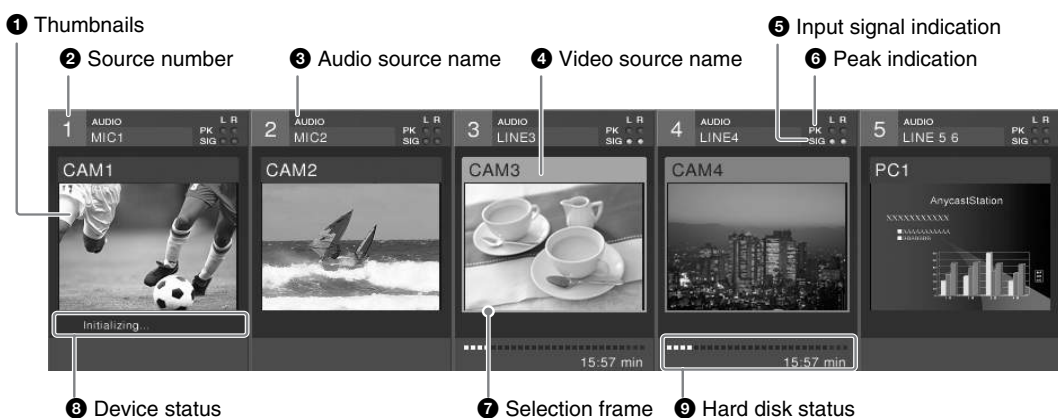 ❶ Thumbnails
❷ Source number
❸ Audio source name
❹ Video source name
❺ Input signal indication
❻ Peak indication
1 AUDIO MIC1 L R PK SIG
2 AUDIO MIC2 L R PK SIG
3 AUDIO LINE3 L R PK SIG
4 AUDIO LINE4 L R PK SIG
5 AUDIO LINE 5 6 L R PK SIG
CAM1
CAM2
CAM3
CAM4
PC1
AnycastStation
XXXXXXXXXXX
Initializing...
15:57 min
15:57 min
❽ Device status
❼ Selection frame
❾ Hard disk status